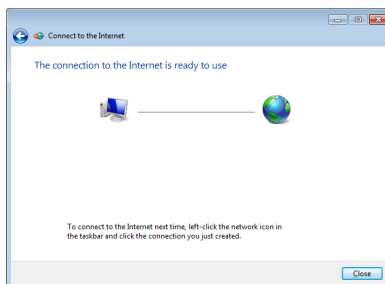 Connect to the Internet
The connection to the Internet is ready to use
To connect to the Internet next time, left-click the network icon in
the taskbar and click the connection you just created.
Close